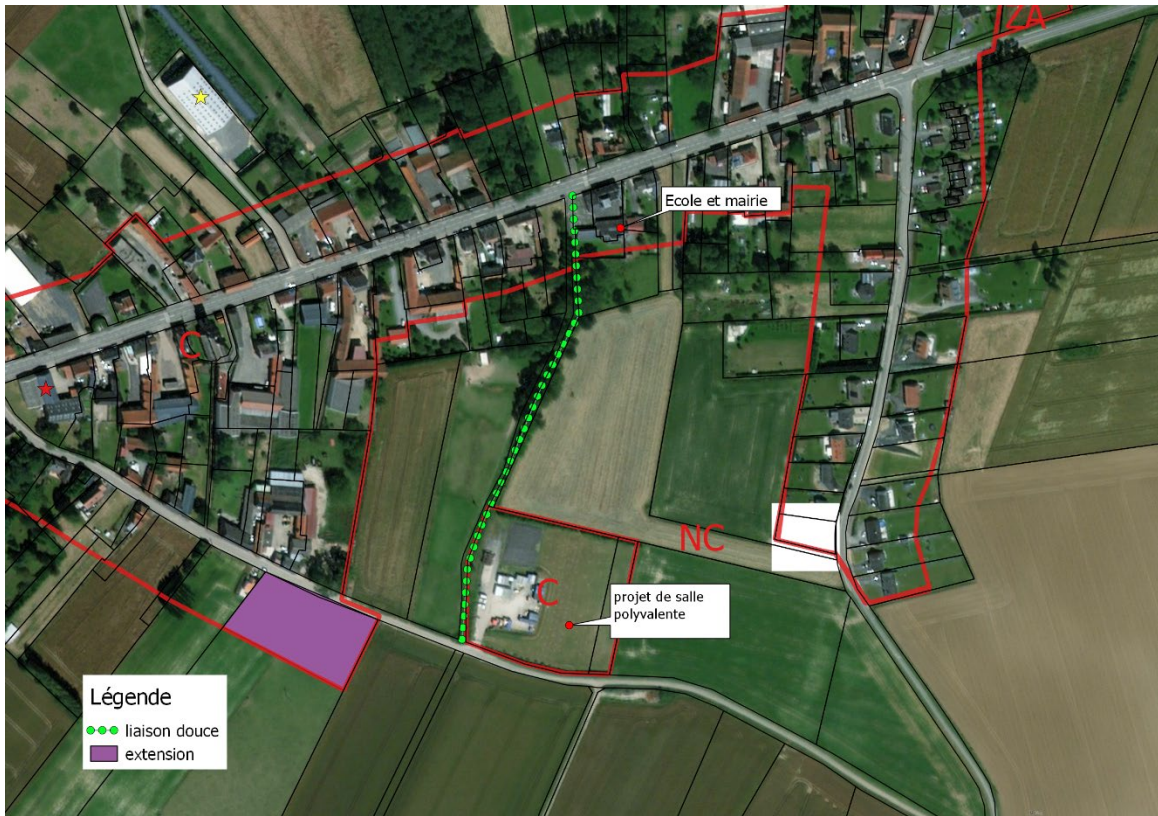 ZA
Ecole et mairie
C
NC
C
projet de salle
polyvalente
Légende
liaison douce
extension